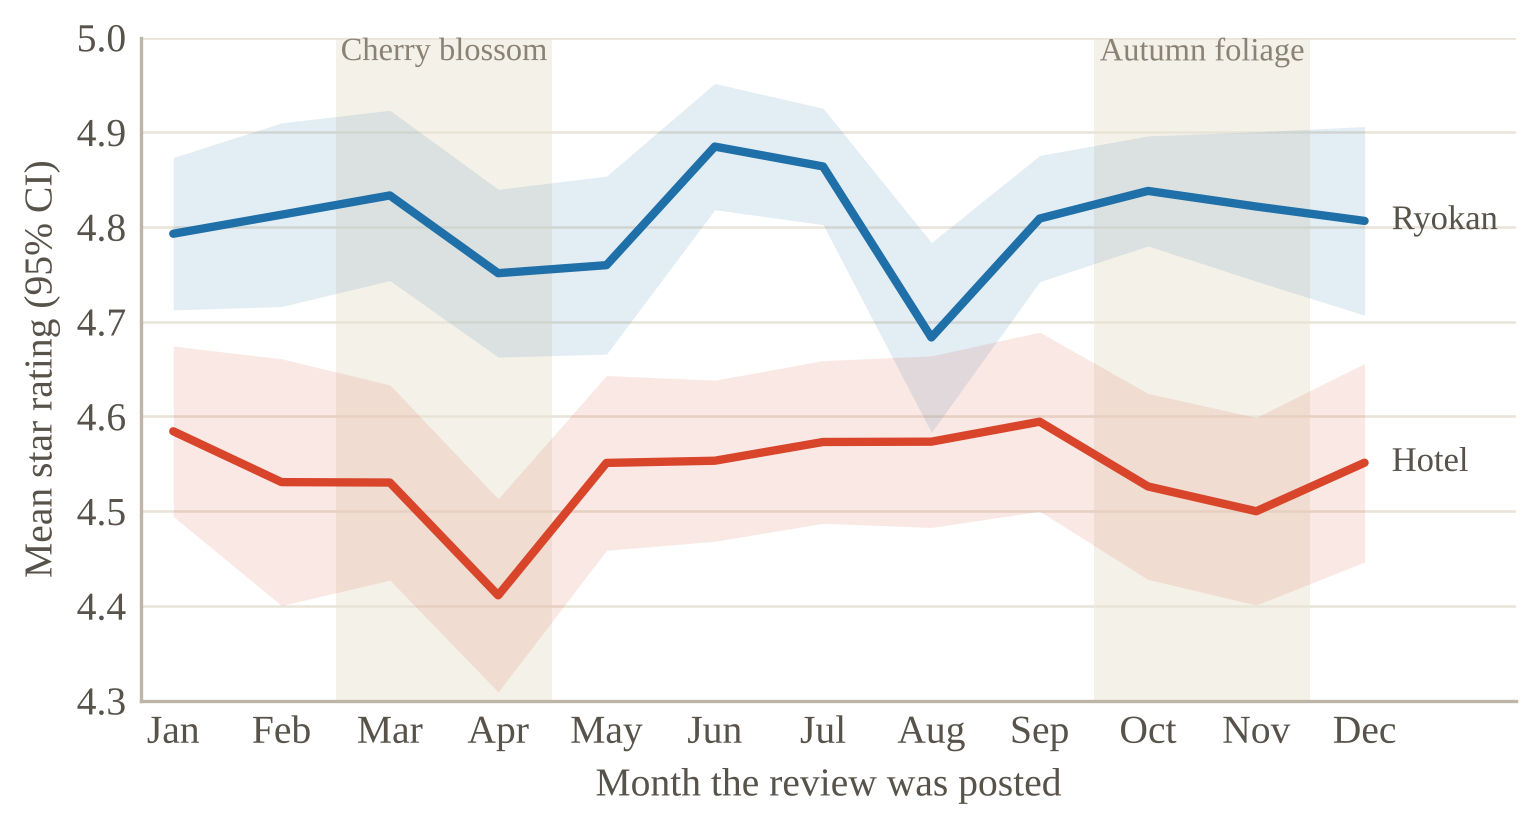 Cherry blossom
Autumn foliage
Mean star rating (95% CI)
5.0
4.9
4.8
4.7
4.6
4.5
4.4
4.3
Ryokan
Hotel
Jan Feb Mar Apr May Jun Jul Aug Sep Oct Nov Dec
Month the review was posted